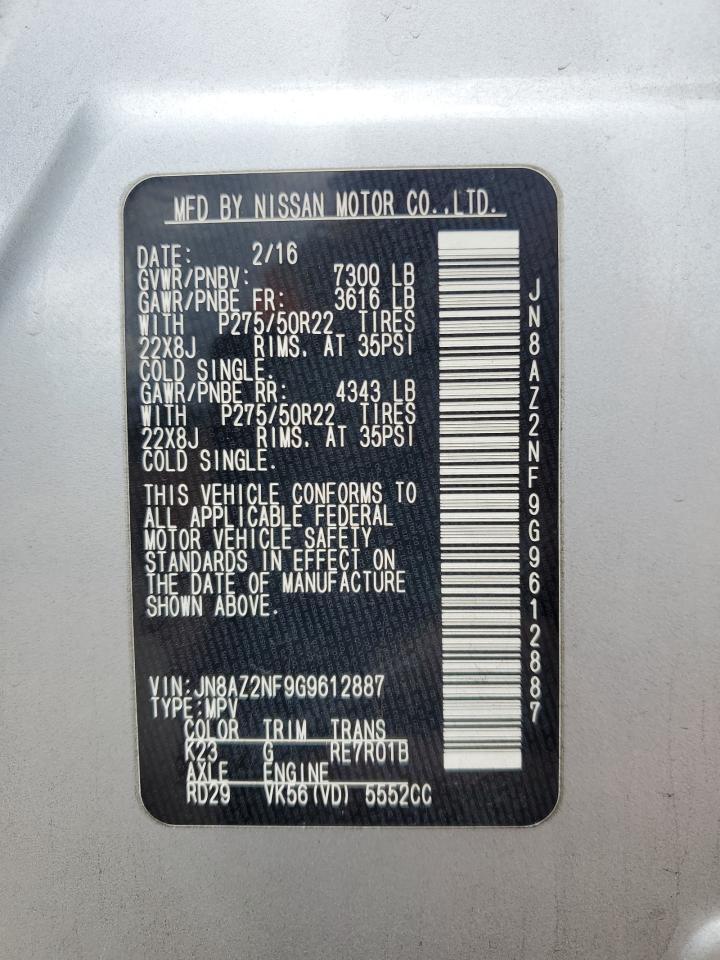 MFD BY NISSAN MOTOR CO.,LTD.
DATE: 2/16
GVWR/PNBV: 7300 LB
GAWR/PNBE FR: 3616 LB
WITH P275/50R22 TIRES
22X8J RIMS. AT 35PSI
COLD SINGLE.
GAWR/PNBE RR: 4343 LB
WITH P275/50R22 TIRES
22X8J RIMS. AT 35PSI
COLD SINGLE.
THIS VEHICLE CONFORMS TO
ALL APPLICABLE FEDERAL
MOTOR VEHICLE SAFETY
STANDARDS IN EFFECT ON
THE DATE OF MANUFACTURE
SHOWN ABOVE.
VIN:JN8AZ2NF9G9612887
TYPE:MPV
COLOR TRIM TRANS
K23 G RE7R01B
AXLE ENGINE
RD29 VK56(VD) 5552CC
JN8AZ2NF9G9612887